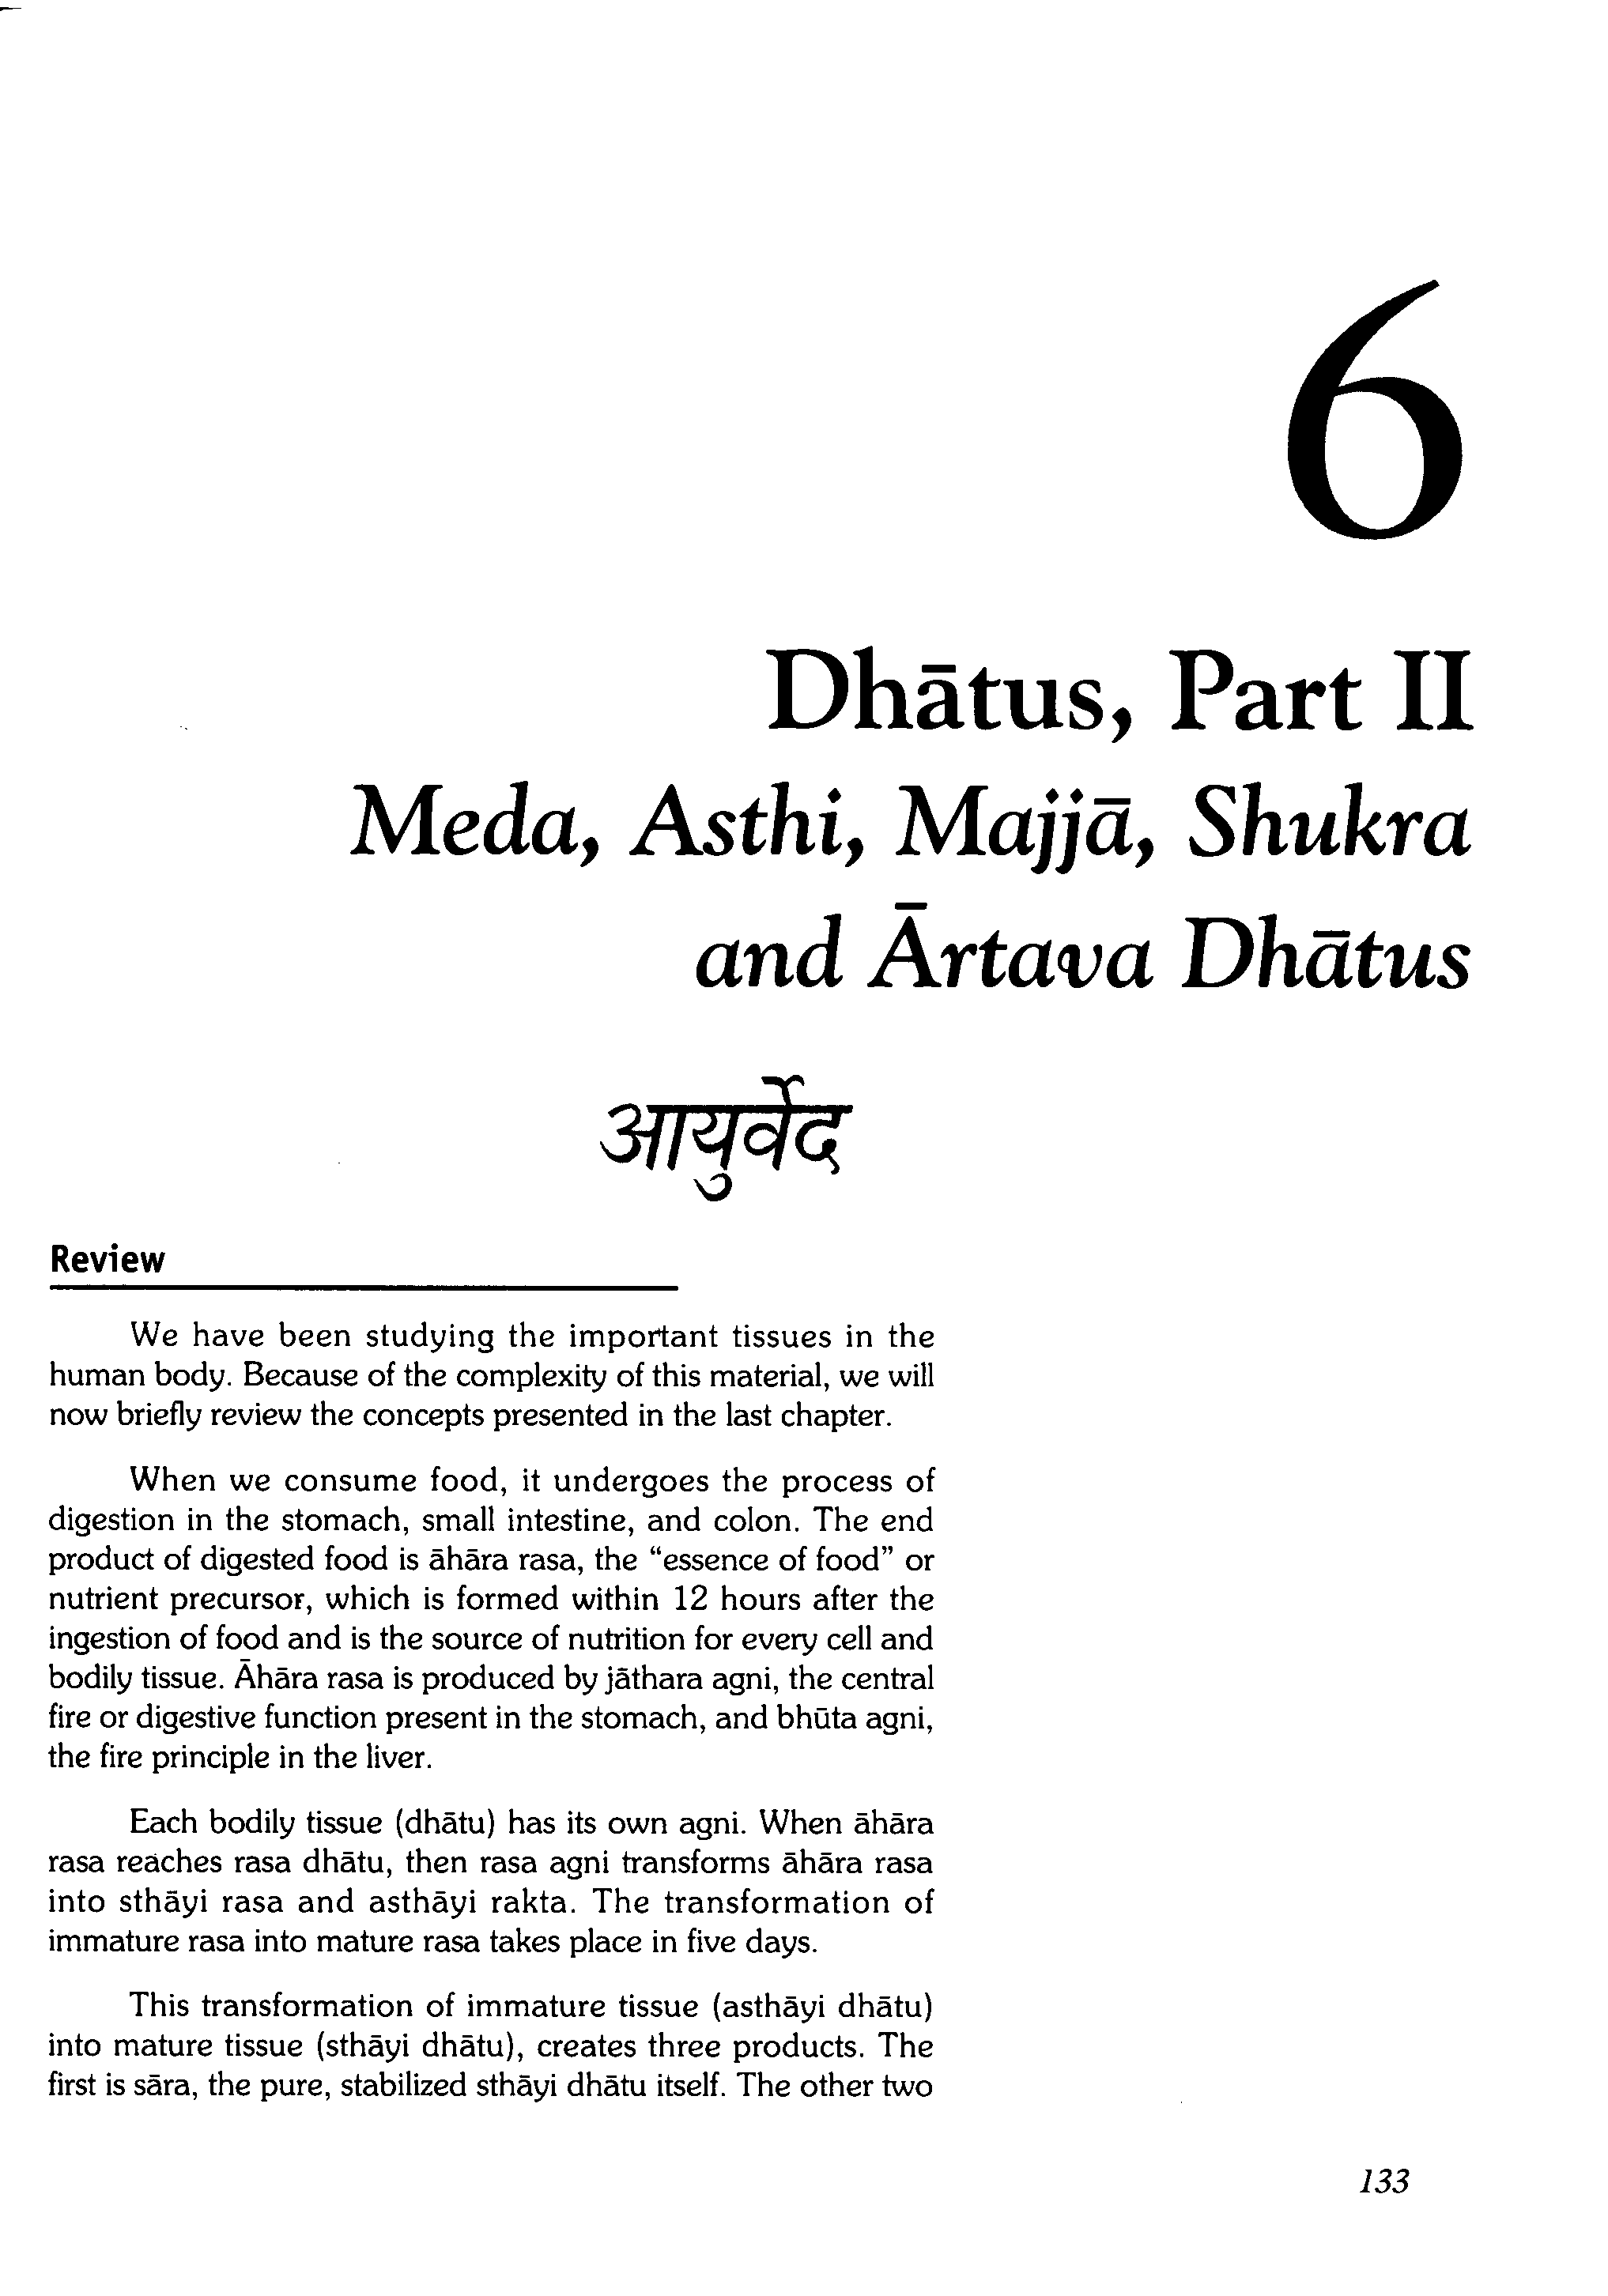 6
Dhātus, Part II
Meda, Asthi, Majjā, Shukra
and Ārtava Dhātus
आयुर्वेद
Review
We have been studying the important tissues in the
human body. Because of the complexity of this material, we will
now briefly review the concepts presented in the last chapter.
When we consume food, it undergoes the process of
digestion in the stomach, small intestine, and colon. The end
product of digested food is āhāra rasa, the “essence of food” or
nutrient precursor, which is formed within 12 hours after the
ingestion of food and is the source of nutrition for every cell and
bodily tissue. Āhāra rasa is produced by jāthara agni, the central
fire or digestive function present in the stomach, and bhūta agni,
the fire principle in the liver.
Each bodily tissue (dhātu) has its own agni. When āhāra
rasa reaches rasa dhātu, then rasa agni transforms āhāra rasa
into sthāyi rasa and asthāyi rakta. The transformation of
immature rasa into mature rasa takes place in five days.
This transformation of immature tissue (asthāyi dhātu)
into mature tissue (sthāyi dhātu), creates three products. The
first is sāra, the pure, stabilized sthāyi dhātu itself. The other two
133